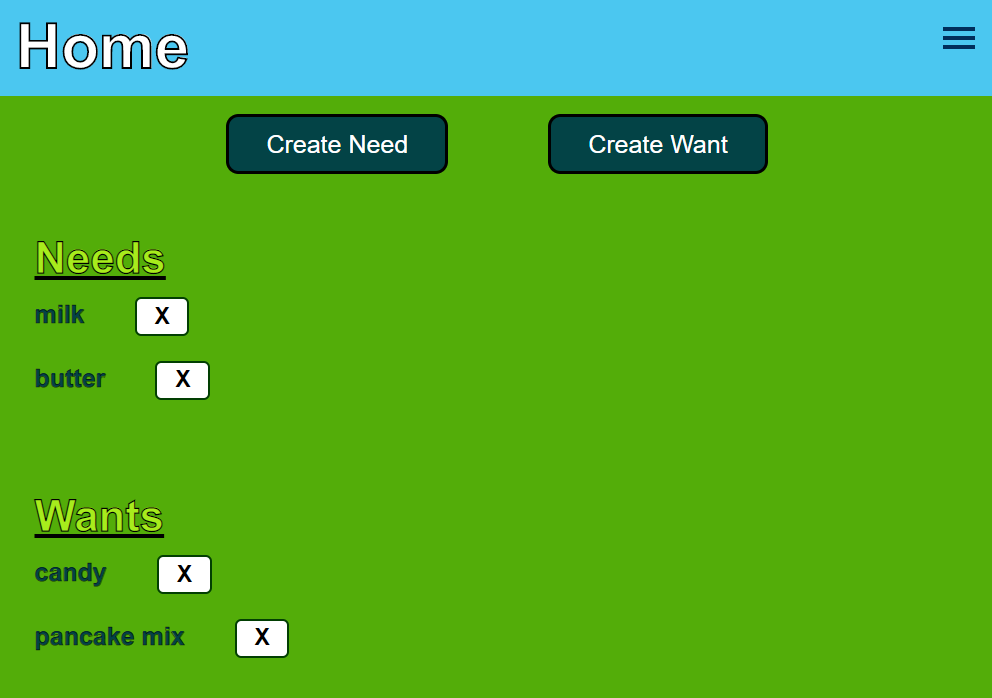 Home
Create Need Create Want
Needs
milk X
butter X
Wants
candy X
pancake mix X